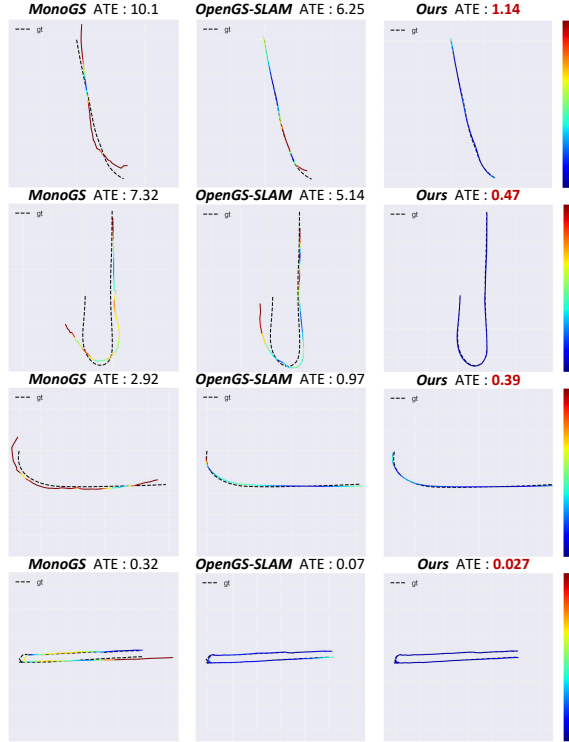 MonoGS ATE : 10.1 OpenGS-SLAM ATE : 6.25 Ours ATE : 1.14
gt gt gt
MonoGS ATE : 7.32 OpenGS-SLAM ATE : 5.14 Ours ATE : 0.47
gt gt gt
MonoGS ATE : 2.92 OpenGS-SLAM ATE : 0.97 Ours ATE : 0.39
gt gt gt
MonoGS ATE : 0.32 OpenGS-SLAM ATE : 0.07 Ours ATE : 0.027
gt gt gt